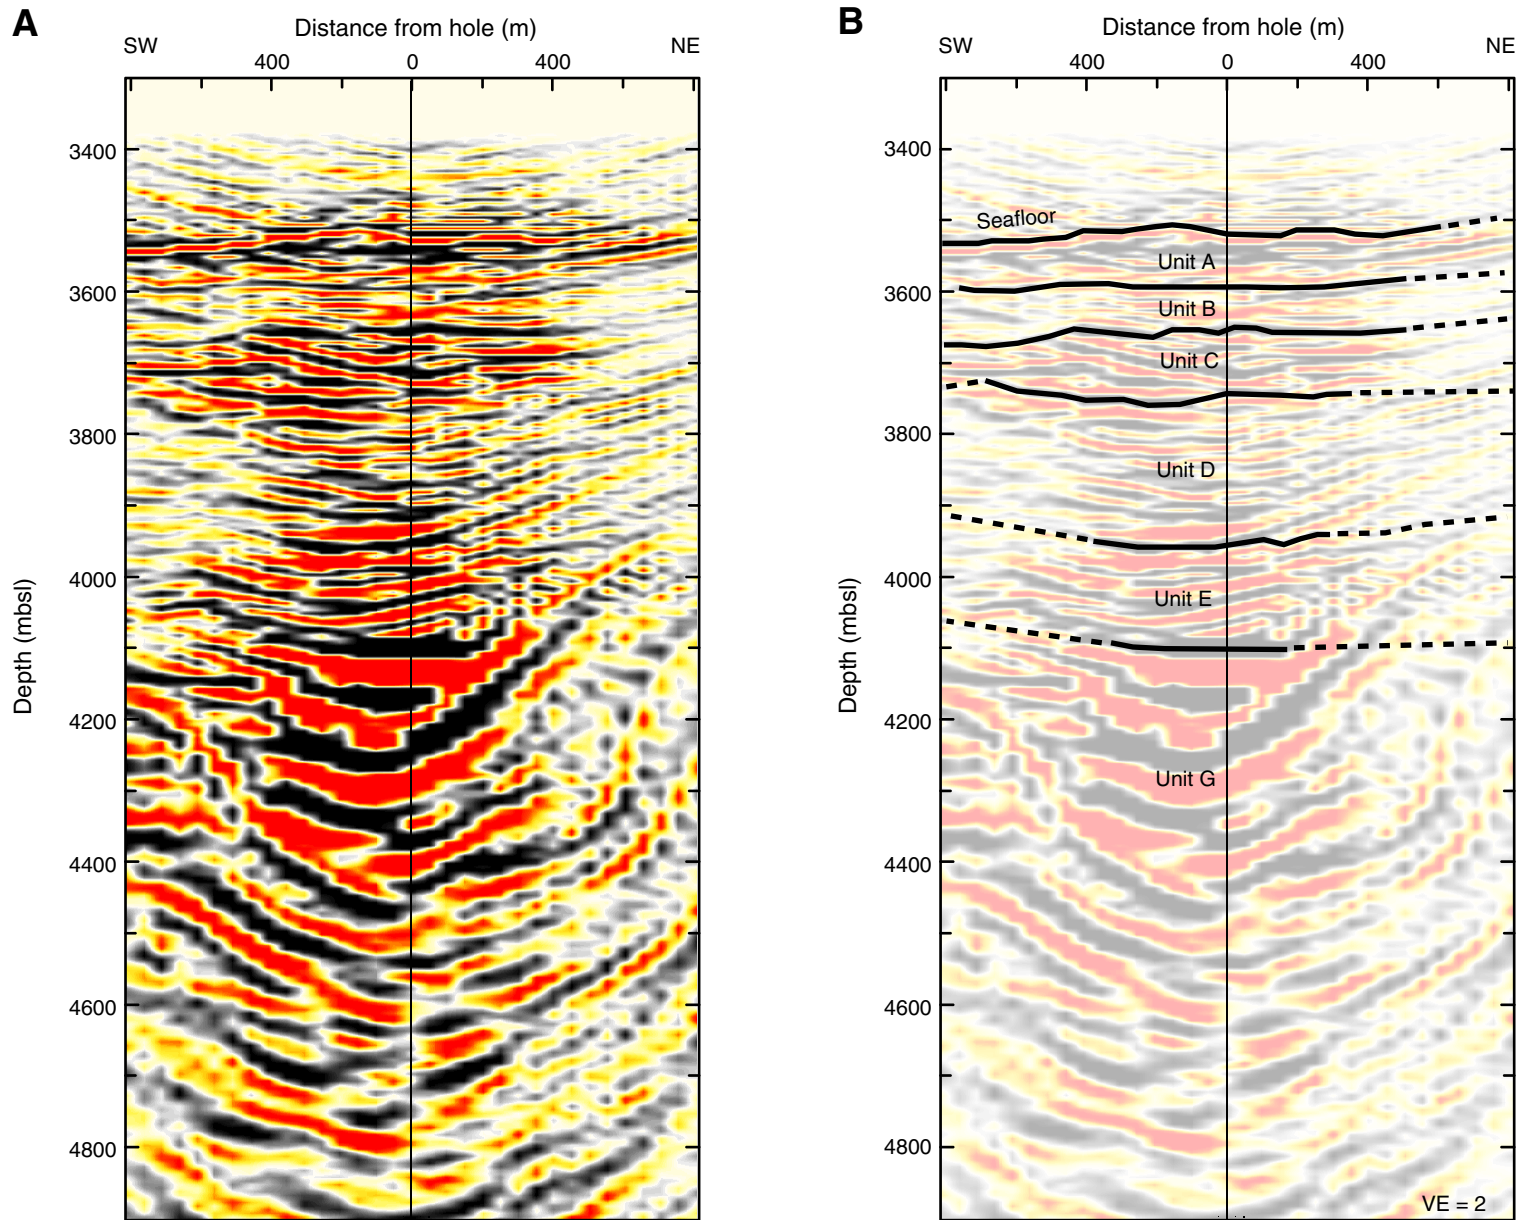 A
Distance from hole (m)
SW
NE
400
0
400
3400
3600
3800
4000
4200
4400
4600
4800
Depth (mbsl)
B
Distance from hole (m)
SW
NE
400
0
400
3400
3600
3800
4000
4200
4400
4600
4800
Depth (mbsl)
Seafloor
Unit A
Unit B
Unit C
Unit D
Unit E
Unit G
VE = 2